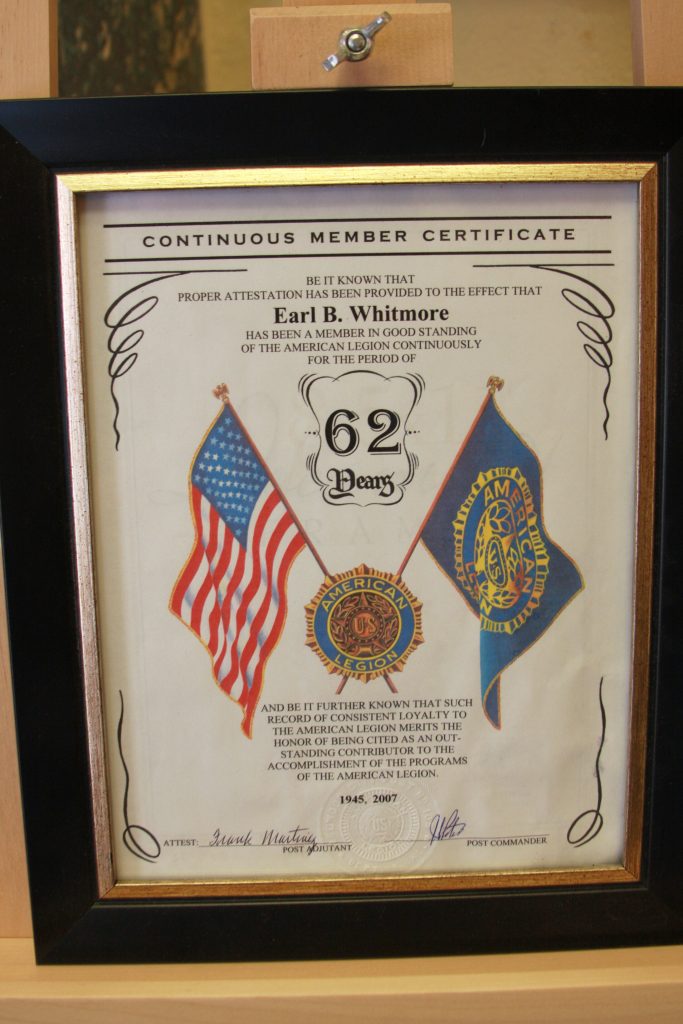 CONTINUOUS MEMBER CERTIFICATE
BE IT KNOWN THAT
PROPER ATTESTATION HAS BEEN PROVIDED TO THE EFFECT THAT
Earl B. Whitmore
HAS BEEN A MEMBER IN GOOD STANDING
OF THE AMERICAN LEGION CONTINUOUSLY
FOR THE PERIOD OF
62
Years
AMERICAN
LEGION
US
AMERICAN
U.S
LEGION
AND BE IT FURTHER KNOWN THAT SUCH
RECORD OF CONSISTENT LOYALTY TO
THE AMERICAN LEGION MERITS THE
HONOR OF BEING CITED AS AN OUT-
STANDING CONTRIBUTOR TO THE
ACCOMPLISHMENT OF THE PROGRAMS
OF THE AMERICAN LEGION.
1945, 2007
ATTEST: Frank Martinez
POST ADJUTANT
POST COMMANDER